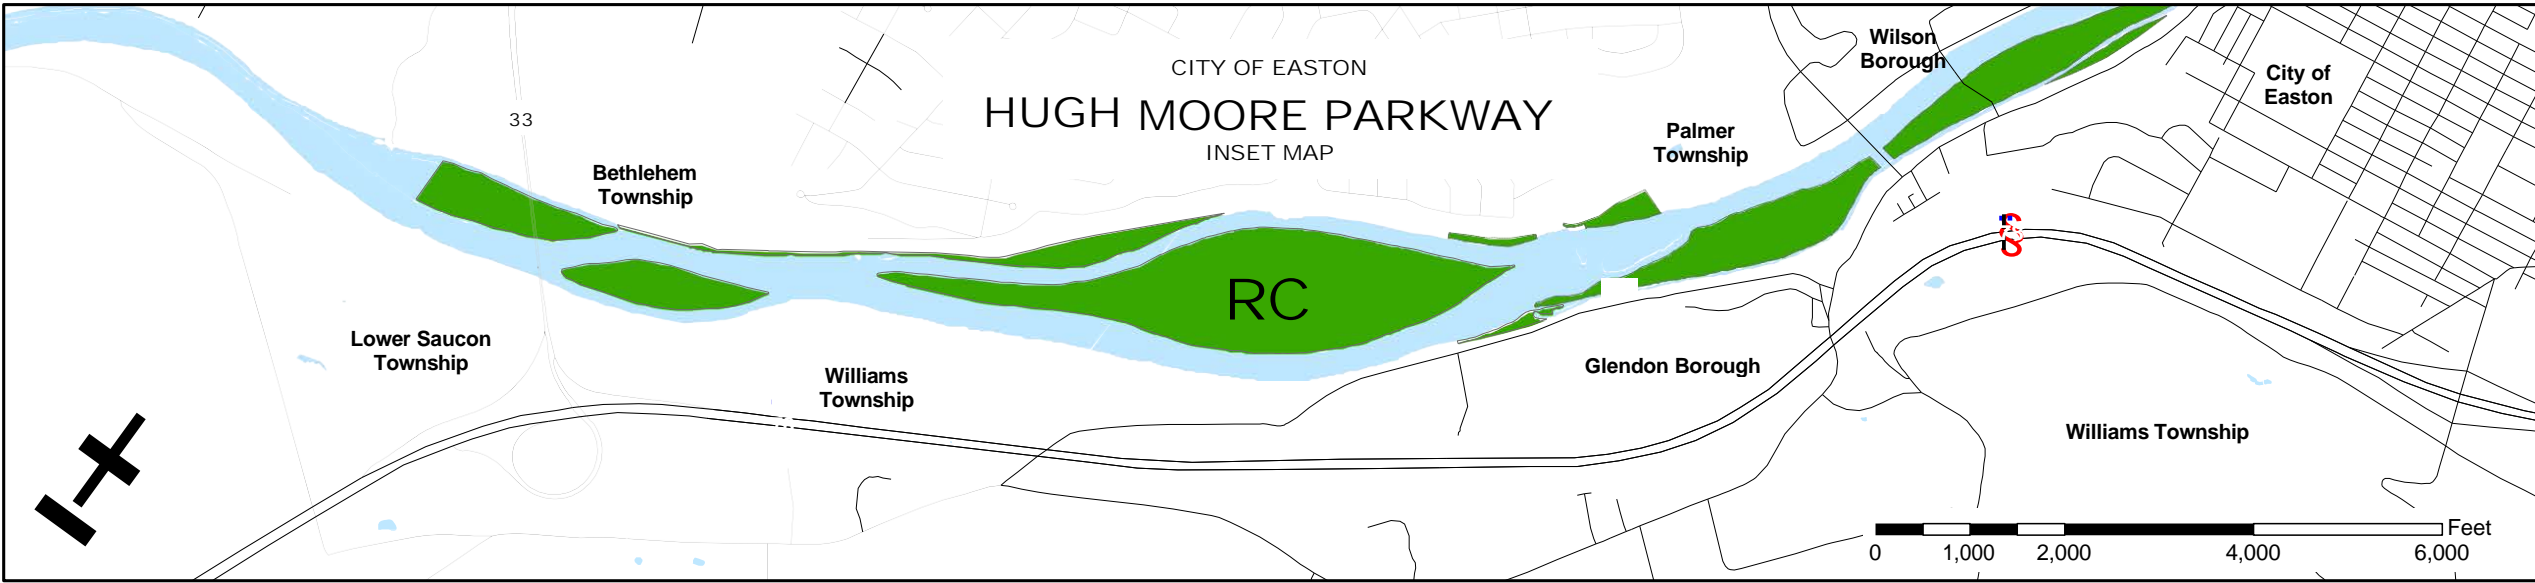 CITY OF EASTON
HUGH MOORE PARKWAY
INSET MAP
Wilson
Borough
City of
Easton
33
Palmer
Township
Bethlehem
Township
RC
Lower Saucon
Township
Williams
Township
Glendon Borough
Williams Township
Feet
0 1,000 2,000 4,000 6,000